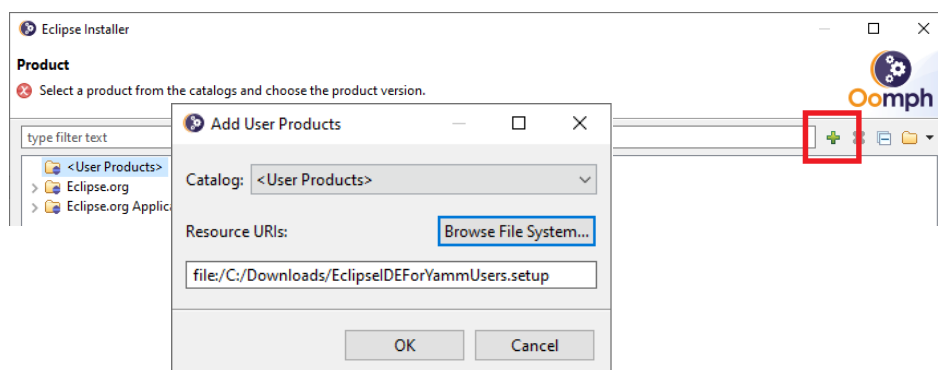 Eclipse Installer
Product
Select a product from the catalogs and choose the product version.
Oomph
type filter text
<User Products>
Eclipse.org
Eclipse.org Applic
Add User Products
Catalog: <User Products>
Resource URIs: Browse File System...
file:/C:/Downloads/EclipseIDEForYammUsers.setup
OK Cancel